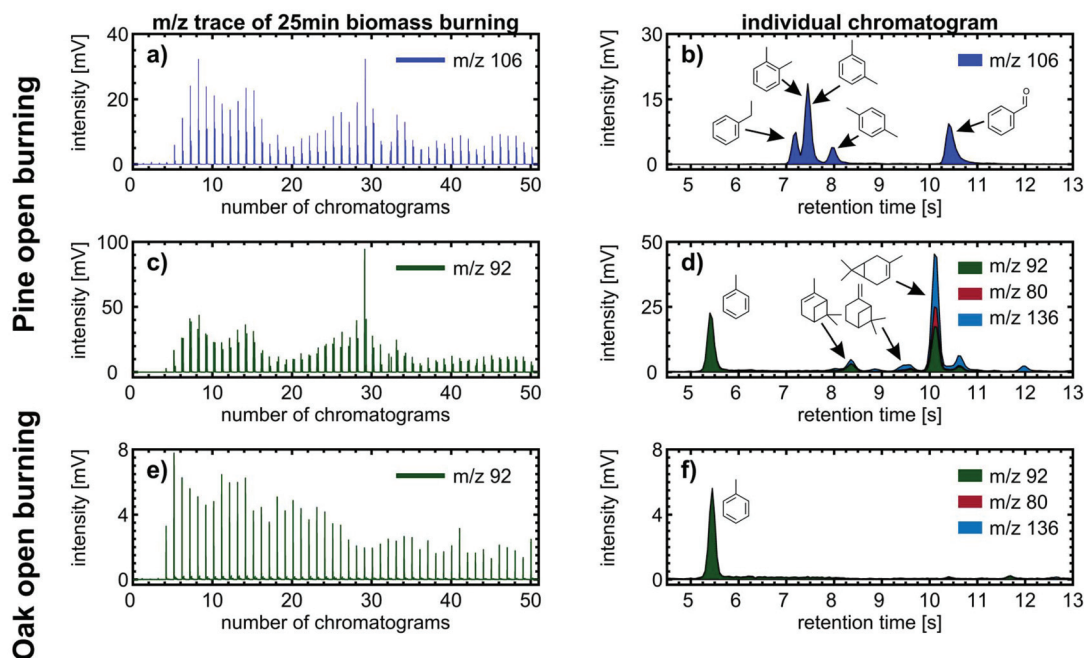 m/z trace of 25min biomass burning
individual chromatogram
Pine open burning
Oak open burning
a)
m/z 106
intensity [mV]
40
20
0
0
10
20
30
40
50
number of chromatograms
b)
m/z 106
O
intensity [mV]
30
15
0
5
6
7
8
9
10
11
12
13
retention time [s]
c)
m/z 92
intensity [mV]
100
50
0
0
10
20
30
40
50
number of chromatograms
d)
m/z 92
m/z 80
m/z 136
intensity [mV]
50
25
0
5
6
7
8
9
10
11
12
13
retention time [s]
e)
m/z 92
intensity [mV]
8
4
0
0
10
20
30
40
50
number of chromatograms
f)
m/z 92
m/z 80
m/z 136
intensity [mV]
8
4
0
5
6
7
8
9
10
11
12
13
retention time [s]